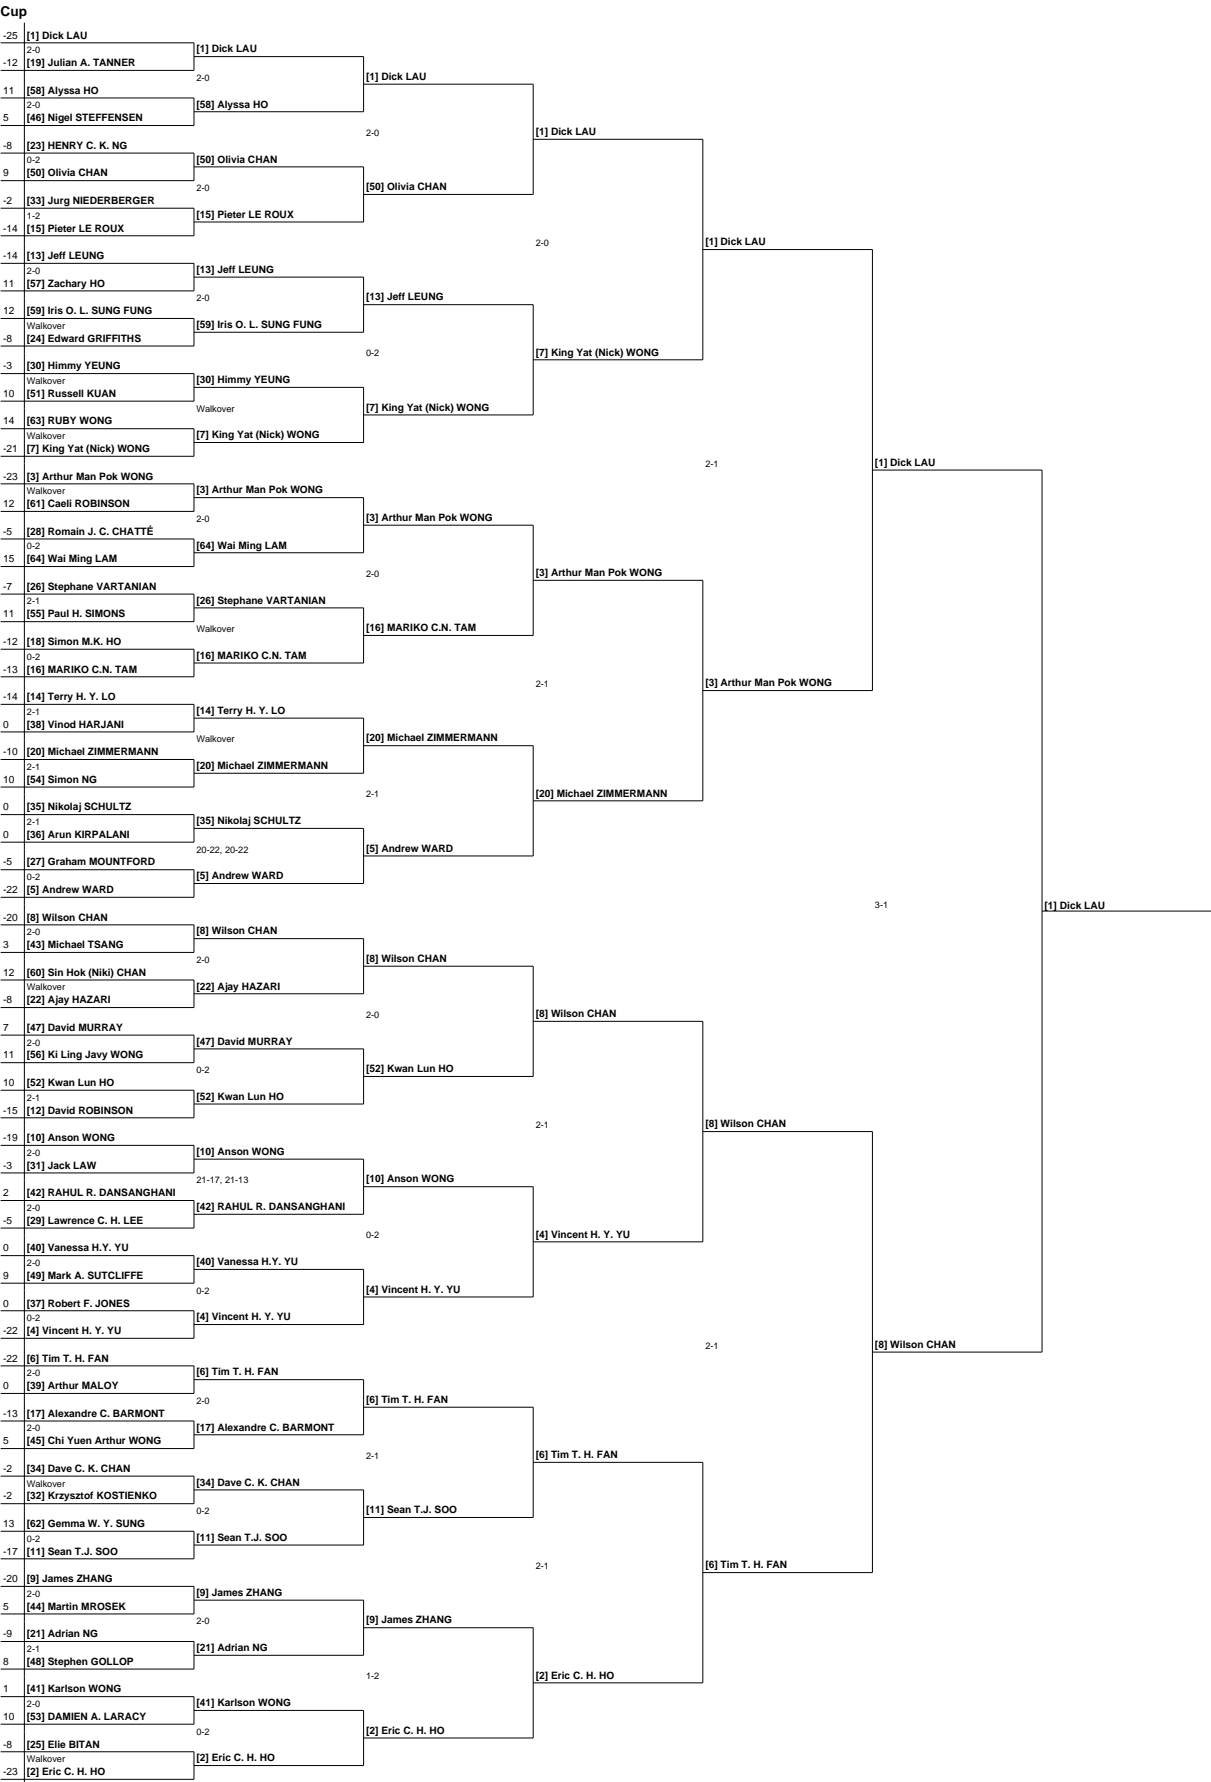 Cup
-25 [1] Dick LAU
2-0 [1] Dick LAU
-12 [19] Julian A. TANNER
2-0 [1] Dick LAU
11 [58] Alyssa HO
2-0 [58] Alyssa HO
5 [46] Nigel STEFFENSEN
2-0 [1] Dick LAU
-8 [23] HENRY C. K. NG
0-2 [50] Olivia CHAN
9 [50] Olivia CHAN
2-0 [50] Olivia CHAN
-2 [33] Jurg NIEDERBERGER
1-2 [15] Pieter LE ROUX
-14 [15] Pieter LE ROUX
2-0 [1] Dick LAU
-14 [13] Jeff LEUNG
2-0 [13] Jeff LEUNG
11 [57] Zachary HO
2-0 [13] Jeff LEUNG
12 [59] Iris O. L. SUNG FUNG
Walkover [59] Iris O. L. SUNG FUNG
-8 [24] Edward GRIFFITHS
0-2 [7] King Yat (Nick) WONG
-3 [30] Himmy YEUNG
Walkover [30] Himmy YEUNG
10 [51] Russell KUAN
Walkover [7] King Yat (Nick) WONG
14 [63] RUBY WONG
Walkover [7] King Yat (Nick) WONG
-21 [7] King Yat (Nick) WONG
2-1 [1] Dick LAU
-23 [3] Arthur Man Pok WONG
Walkover [3] Arthur Man Pok WONG
12 [61] Caeli ROBINSON
2-0 [3] Arthur Man Pok WONG
-5 [28] Romain J. C. CHATTÉ
0-2 [64] Wai Ming LAM
15 [64] Wai Ming LAM
2-0 [3] Arthur Man Pok WONG
-7 [26] Stephane VARTANIAN
2-1 [26] Stephane VARTANIAN
11 [55] Paul H. SIMONS
Walkover [16] MARIKO C.N. TAM
-12 [18] Simon M.K. HO
0-2 [16] MARIKO C.N. TAM
-13 [16] MARIKO C.N. TAM
2-1 [3] Arthur Man Pok WONG
-14 [14] Terry H. Y. LO
2-1 [14] Terry H. Y. LO
0 [38] Vinod HARJANI
Walkover [20] Michael ZIMMERMANN
-10 [20] Michael ZIMMERMANN
2-1 [20] Michael ZIMMERMANN
10 [54] Simon NG
2-1 [20] Michael ZIMMERMANN
0 [35] Nikolaj SCHULTZ
2-1 [35] Nikolaj SCHULTZ
0 [36] Arun KIRPALANI
20-22, 20-22 [5] Andrew WARD
-5 [27] Graham MOUNTFORD
0-2 [5] Andrew WARD
-22 [5] Andrew WARD
3-1 [1] Dick LAU
-20 [8] Wilson CHAN
2-0 [8] Wilson CHAN
3 [43] Michael TSANG
2-0 [8] Wilson CHAN
12 [60] Sin Hok (Niki) CHAN
Walkover [22] Ajay HAZARI
-8 [22] Ajay HAZARI
2-0 [8] Wilson CHAN
7 [47] David MURRAY
2-0 [47] David MURRAY
11 [56] Ki Ling Javy WONG
0-2 [52] Kwan Lun HO
10 [52] Kwan Lun HO
2-1 [52] Kwan Lun HO
-15 [12] David ROBINSON
2-1 [8] Wilson CHAN
-19 [10] Anson WONG
2-0 [10] Anson WONG
-3 [31] Jack LAW
21-17, 21-13 [10] Anson WONG
2 [42] RAHUL R. DANSANGHANI
2-0 [42] RAHUL R. DANSANGHANI
-5 [29] Lawrence C. H. LEE
0-2 [4] Vincent H. Y. YU
0 [40] Vanessa H.Y. YU
2-0 [40] Vanessa H.Y. YU
9 [49] Mark A. SUTCLIFFE
0-2 [4] Vincent H. Y. YU
0 [37] Robert F. JONES
0-2 [4] Vincent H. Y. YU
-22 [4] Vincent H. Y. YU
2-1 [8] Wilson CHAN
-22 [6] Tim T. H. FAN
2-0 [6] Tim T. H. FAN
0 [39] Arthur MALOY
2-0 [6] Tim T. H. FAN
-13 [17] Alexandre C. BARMONT
2-0 [17] Alexandre C. BARMONT
5 [45] Chi Yuen Arthur WONG
2-1 [6] Tim T. H. FAN
-2 [34] Dave C. K. CHAN
Walkover [34] Dave C. K. CHAN
-2 [32] Krzysztof KOSTIENKO
0-2 [11] Sean T.J. SOO
13 [62] Gemma W. Y. SUNG
0-2 [11] Sean T.J. SOO
-17 [11] Sean T.J. SOO
2-1 [6] Tim T. H. FAN
-20 [9] James ZHANG
2-0 [9] James ZHANG
5 [44] Martin MROSEK
2-0 [9] James ZHANG
-9 [21] Adrian NG
2-1 [21] Adrian NG
8 [48] Stephen GOLLOP
1-2 [2] Eric C. H. HO
1 [41] Karlson WONG
2-0 [41] Karlson WONG
10 [53] DAMIEN A. LARACY
0-2 [2] Eric C. H. HO
-8 [25] Elie BITAN
Walkover [2] Eric C. H. HO
-23 [2] Eric C. H. HO